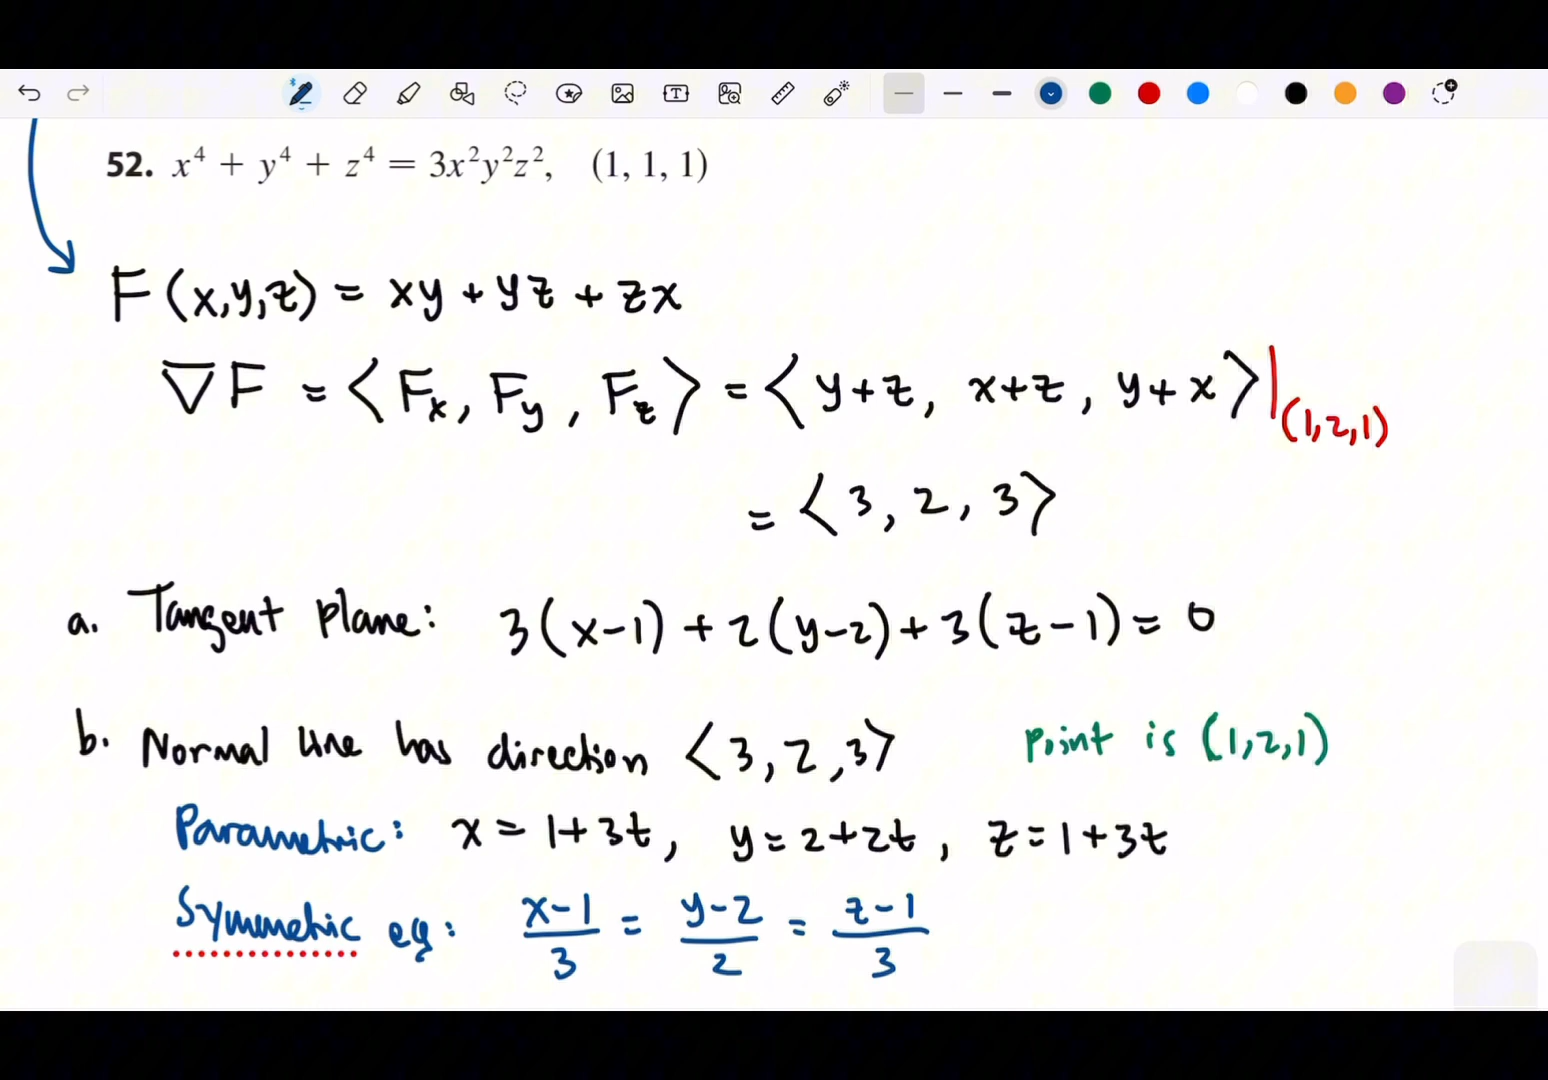 52. x⁴ + y⁴ + z⁴ = 3x²y²z², (1, 1, 1)
F(x,y,z) = xy + yz + zx
∇F = ⟨Fx, Fy, Fz⟩ = ⟨y+z, x+z, y+x⟩|(1,2,1)
= ⟨3, 2, 3⟩
a. Tangent plane: 3(x-1) + 2(y-2) + 3(z-1) = 0
b. Normal line has direction ⟨3, 2, 3⟩ point is (1,2,1)
Parametric: x = 1+3t, y = 2+2t, z = 1+3t
Symmetric eq: (x-1)/3 = (y-2)/2 = (z-1)/3